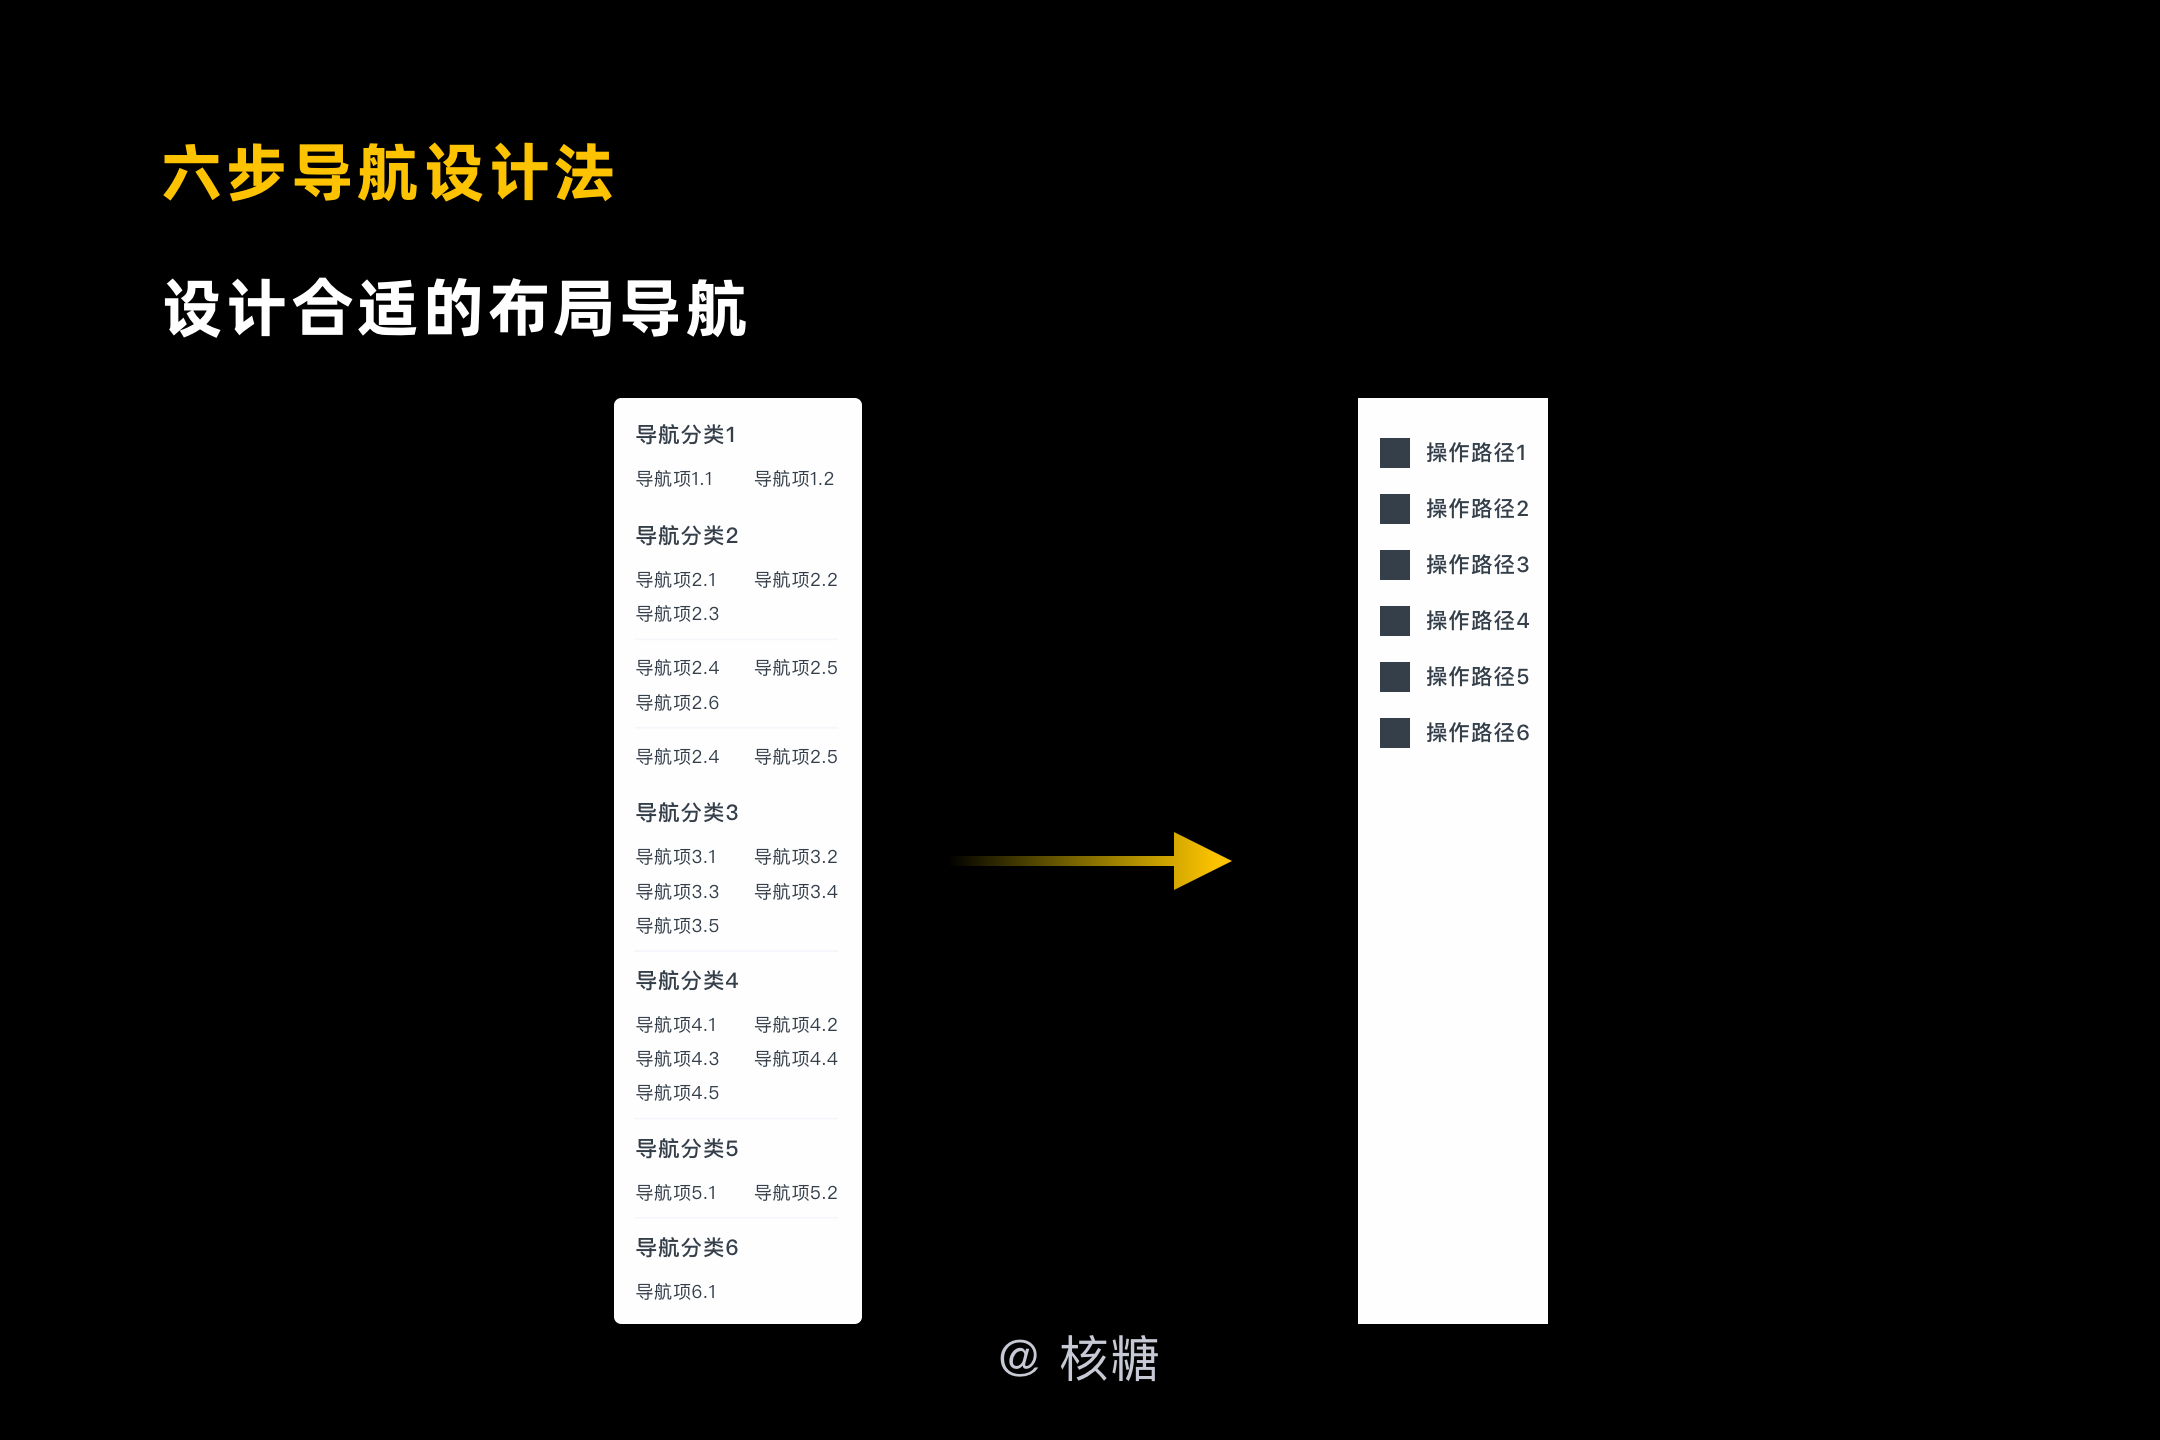 六步导航设计法
设计合适的布局导航
导航分类1
导航项1.1 导航项1.2
导航分类2
导航项2.1 导航项2.2
导航项2.3
导航项2.4 导航项2.5
导航项2.6
导航项2.4 导航项2.5
导航分类3
导航项3.1 导航项3.2
导航项3.3 导航项3.4
导航项3.5
导航分类4
导航项4.1 导航项4.2
导航项4.3 导航项4.4
导航项4.5
导航分类5
导航项5.1 导航项5.2
导航分类6
导航项6.1
操作路径1
操作路径2
操作路径3
操作路径4
操作路径5
操作路径6
@ 核糖